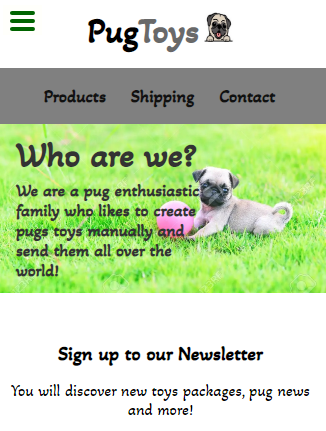 PugToys
Products Shipping Contact
Who are we?
We are a pug enthusiastic
family who likes to create
pugs toys manually and
send them all over the
world!
Sign up to our Newsletter
You will discover new toys packages, pug news
and more!